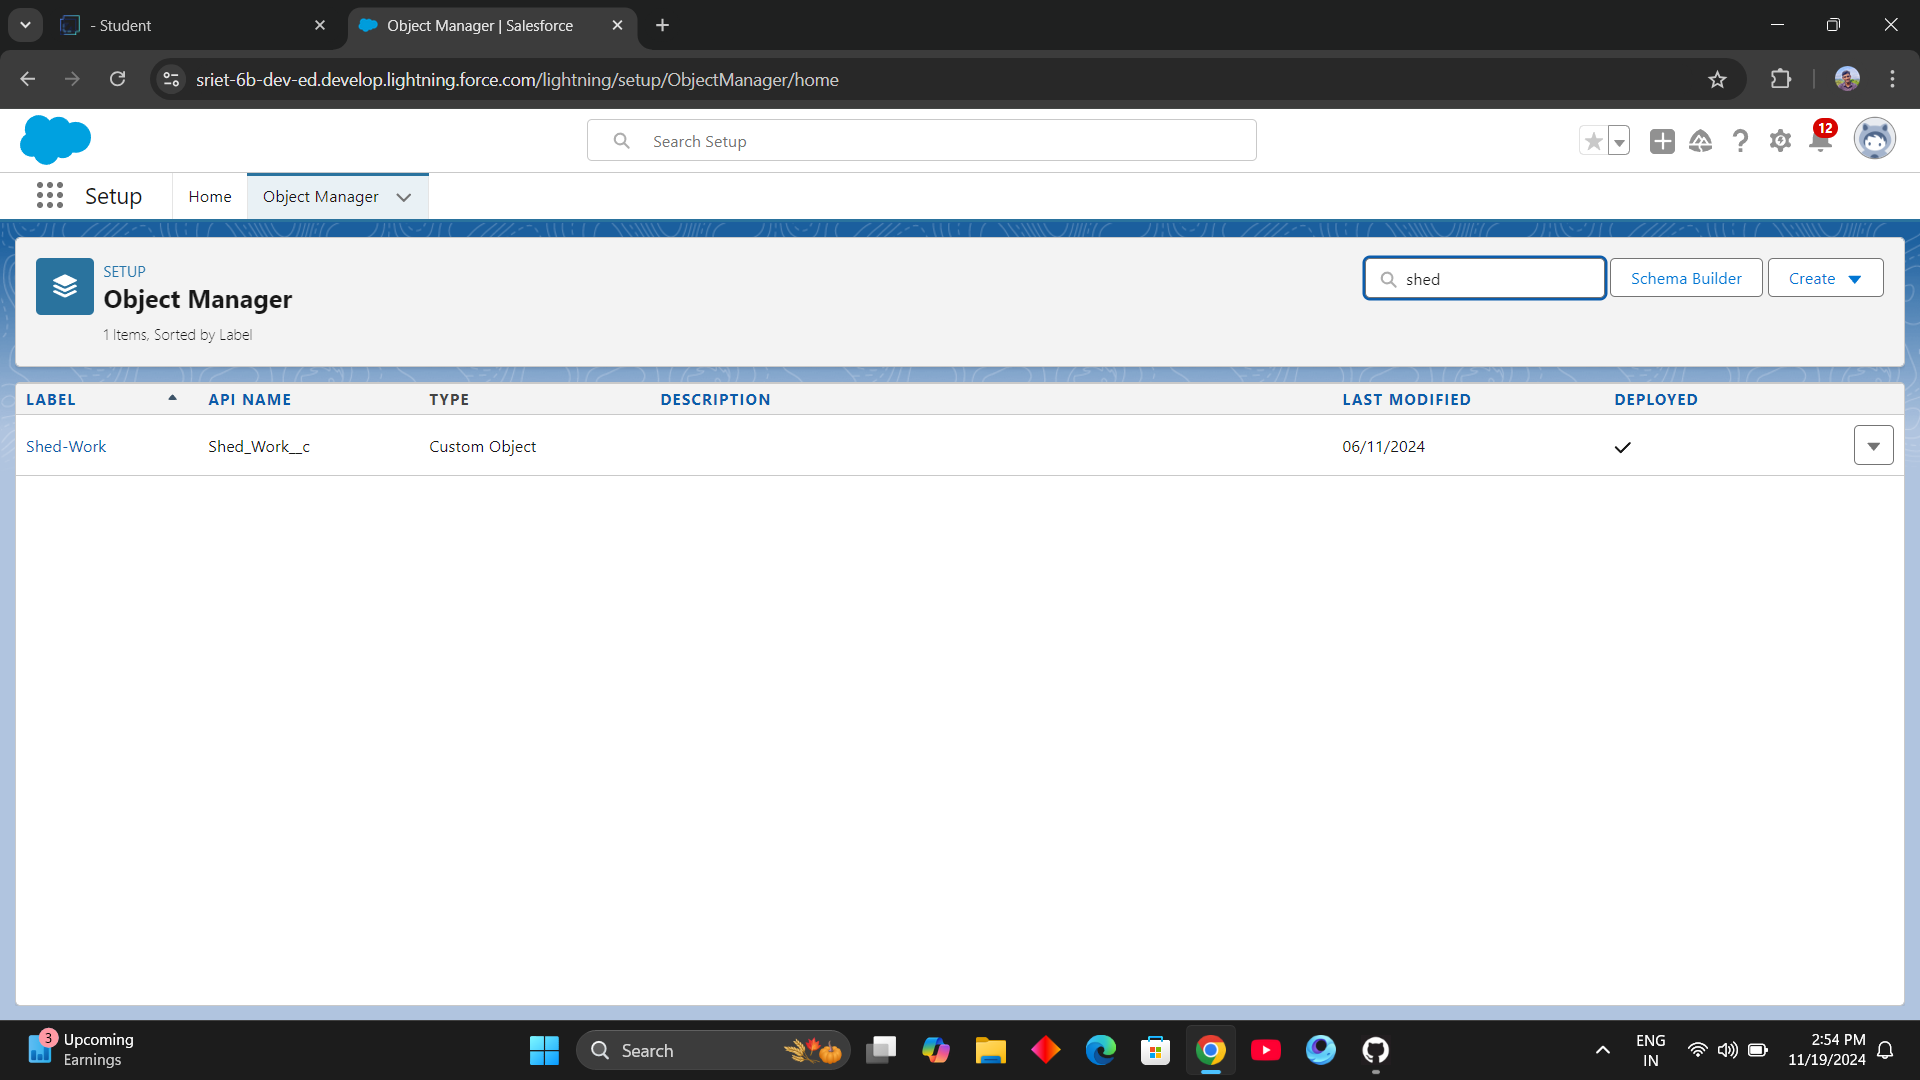 - Student
Object Manager | Salesforce
sriet-6b-dev-ed.develop.lightning.force.com/lightning/setup/ObjectManager/home
Search Setup
12
Setup
Home
Object Manager
SETUP
Object Manager
1 Items, Sorted by Label
shed
Schema Builder
Create
LABEL API NAME TYPE DESCRIPTION LAST MODIFIED DEPLOYED
Shed-Work Shed_Work__c Custom Object 06/11/2024
3
Upcoming
Earnings
Search
ENG
IN
2:54 PM
11/19/2024